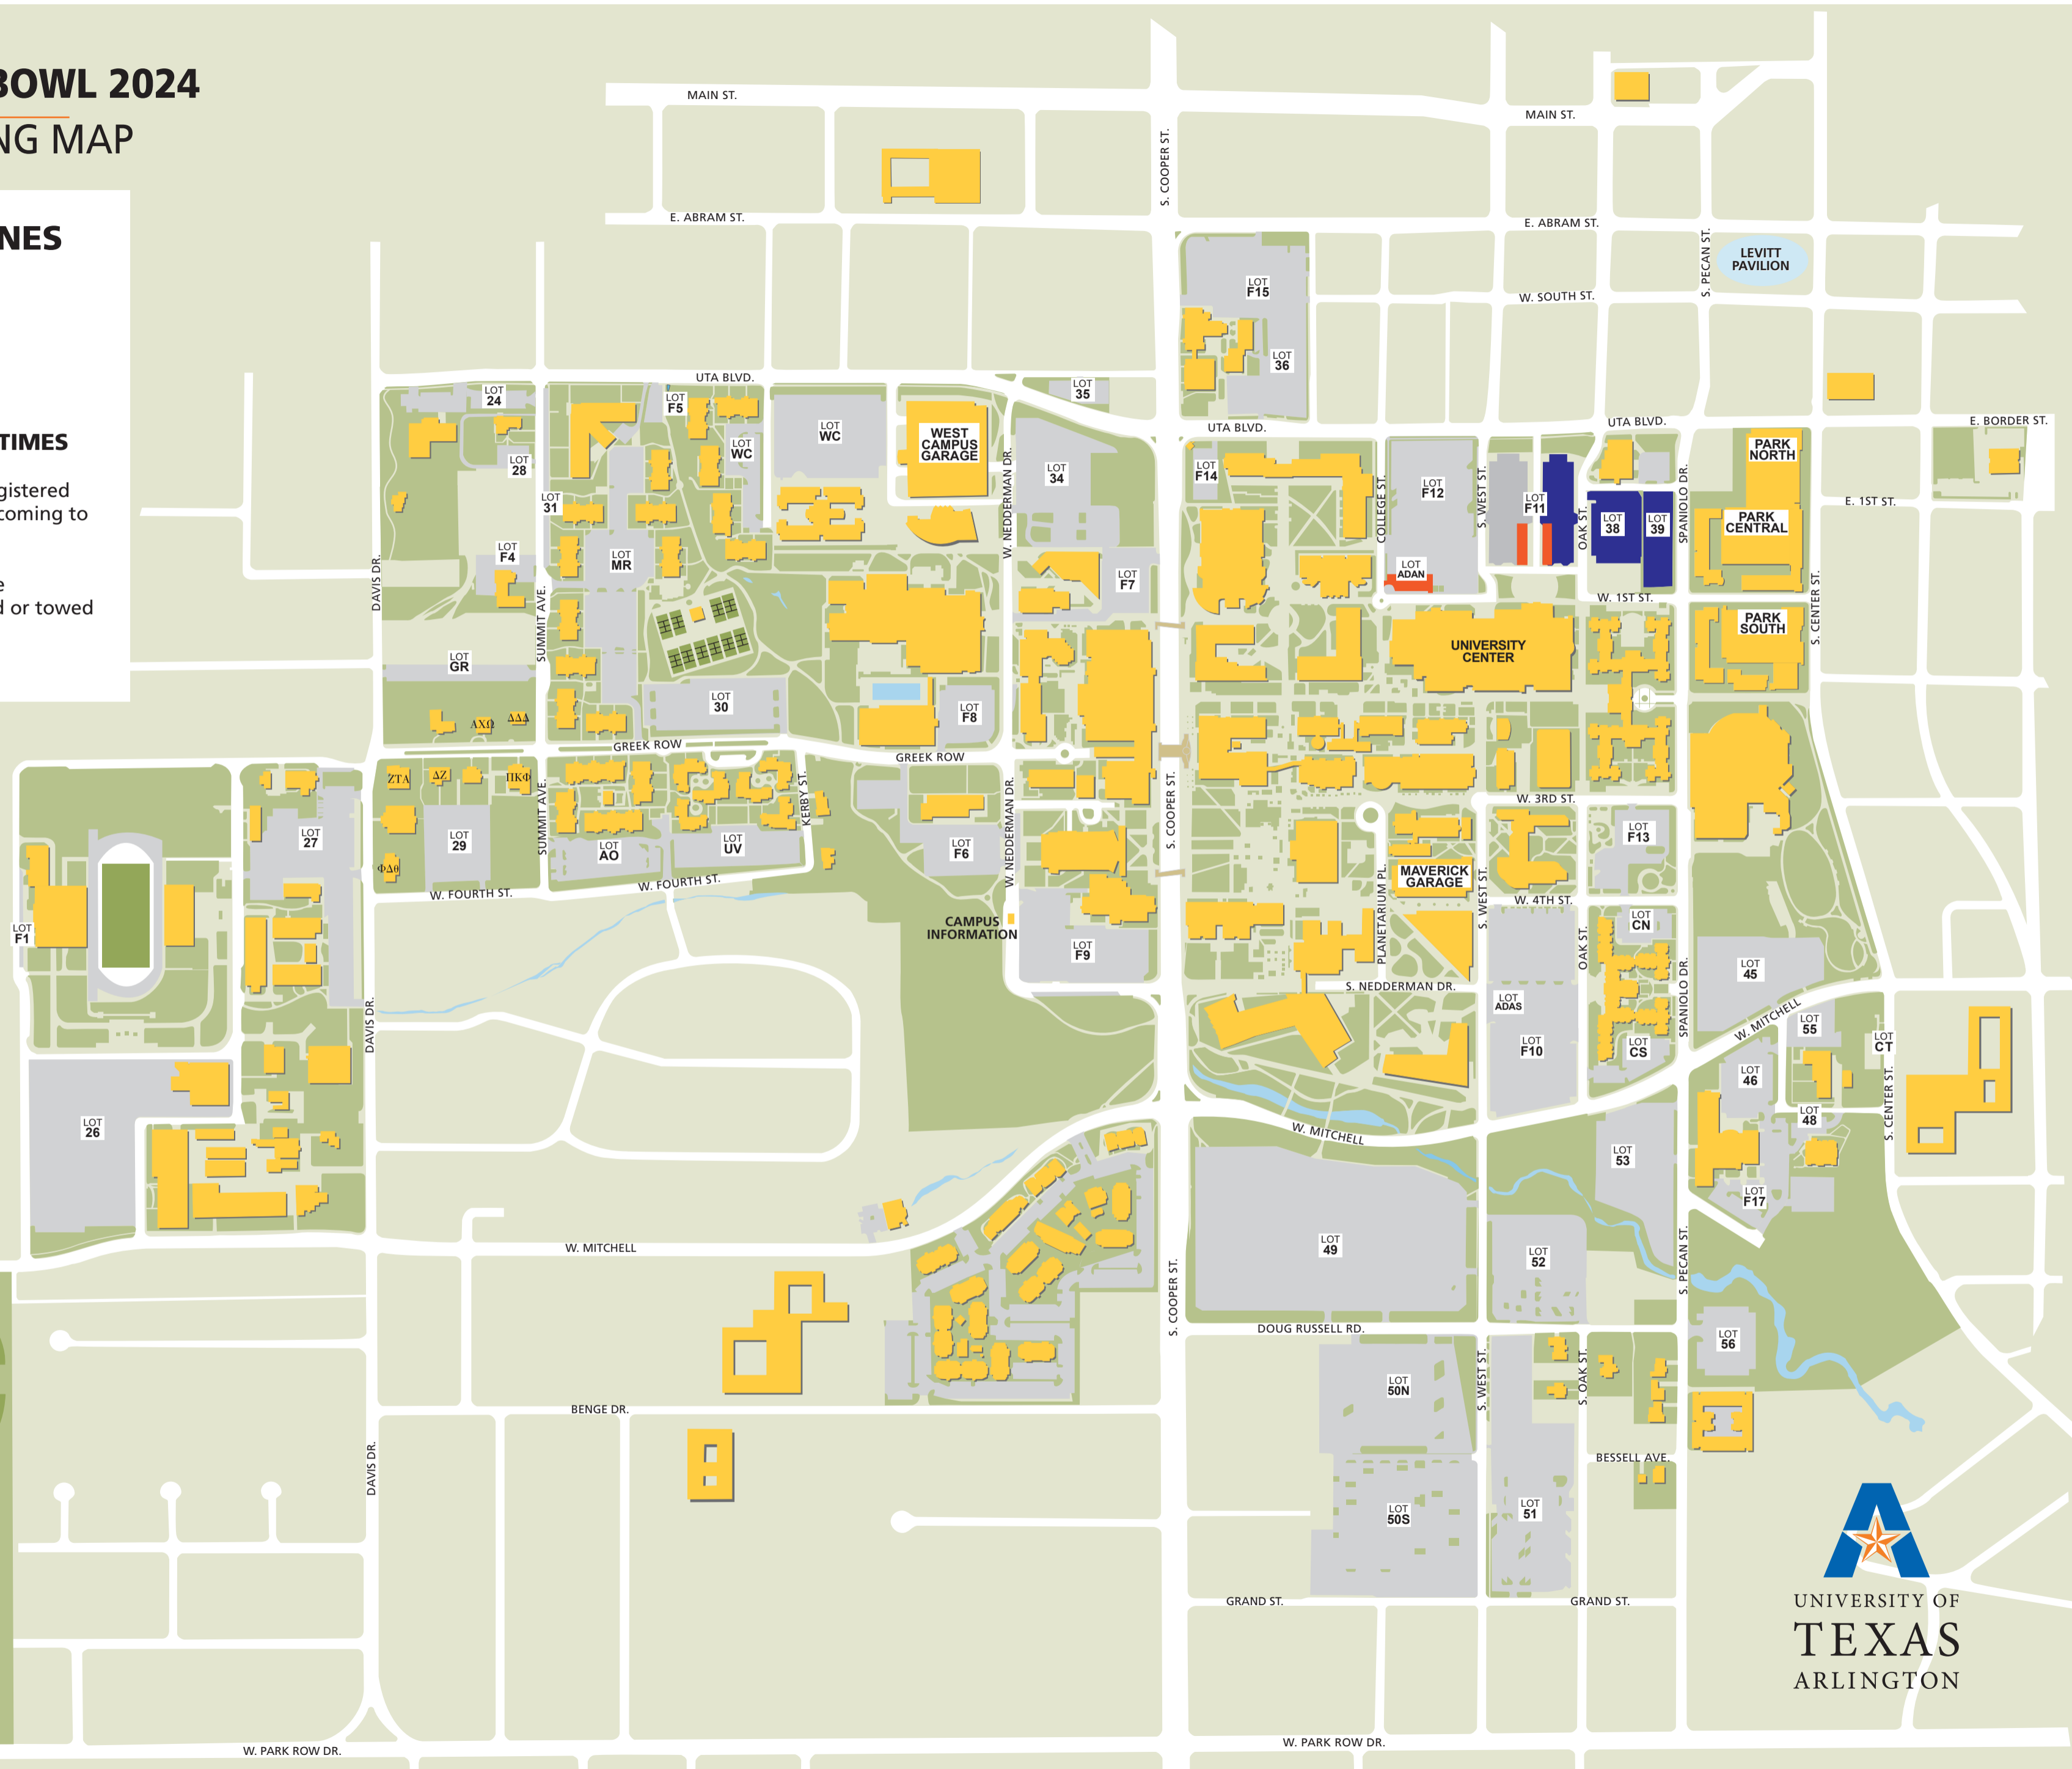 BOWL 2024
NG MAP
NES
TIMES
gistered
coming to
e
d or towed
MAIN ST.
MAIN ST.
S. COOPER ST.
E. ABRAM ST.
E. ABRAM ST.
S. PECAN ST.
LEVITT
PAVILION
LOT
F15
W. SOUTH ST.
LOT
36
UTA BLVD.
LOT
24
LOT
F5
LOT
35
UTA BLVD.
UTA BLVD.
E. BORDER ST.
LOT
WC
WEST
CAMPUS
GARAGE
LOT
WC
LOT
28
LOT
31
W. NEDDERMAN DR.
LOT
34
LOT
F14
COLLEGE ST.
LOT
F12
S. WEST ST.
LOT
F11
OAK ST.
LOT
38
LOT
39
SPANIOLO DR.
PARK
NORTH
PARK
CENTRAL
E. 1ST ST.
LOT
F4
LOT
MR
LOT
F7
LOT
ADAN
DAVIS DR.
SUMMIT AVE.
W. 1ST ST.
S. CENTER ST.
PARK
SOUTH
UNIVERSITY
CENTER
LOT
GR
LOT
30
LOT
F8
ΑΧΩ
ΔΔΔ
GREEK ROW
GREEK ROW
ΖΤΑ
ΔΖ
ΠΚΦ
SUMMIT AVE.
KERBY ST.
W. NEDDERMAN DR.
S. COOPER ST.
W. 3RD ST.
LOT
27
LOT
29
LOT
AO
LOT
UV
LOT
F6
LOT
F13
ΦΔθ
PLANETARIUM PL.
MAVERICK
GARAGE
S. WEST ST.
W. FOURTH ST.
W. FOURTH ST.
W. 4TH ST.
LOT
F1
CAMPUS
INFORMATION
LOT
F9
OAK ST.
LOT
CN
LOT
45
S. NEDDERMAN DR.
SPANIOLO DR.
LOT
ADAS
DAVIS DR.
W. MITCHELL
LOT
55
LOT
CT
LOT
F10
LOT
CS
LOT
46
LOT
26
W. MITCHELL
LOT
48
S. CENTER ST.
LOT
53
LOT
F17
W. MITCHELL
LOT
49
LOT
52
S. PECAN ST.
S. COOPER ST.
DOUG RUSSELL RD.
LOT
56
LOT
50N
S. WEST ST.
S. OAK ST.
BENGE DR.
DAVIS DR.
BESSELL AVE.
LOT
50S
LOT
51
GRAND ST.
GRAND ST.
UNIVERSITY OF
TEXAS
ARLINGTON
W. PARK ROW DR.
W. PARK ROW DR.